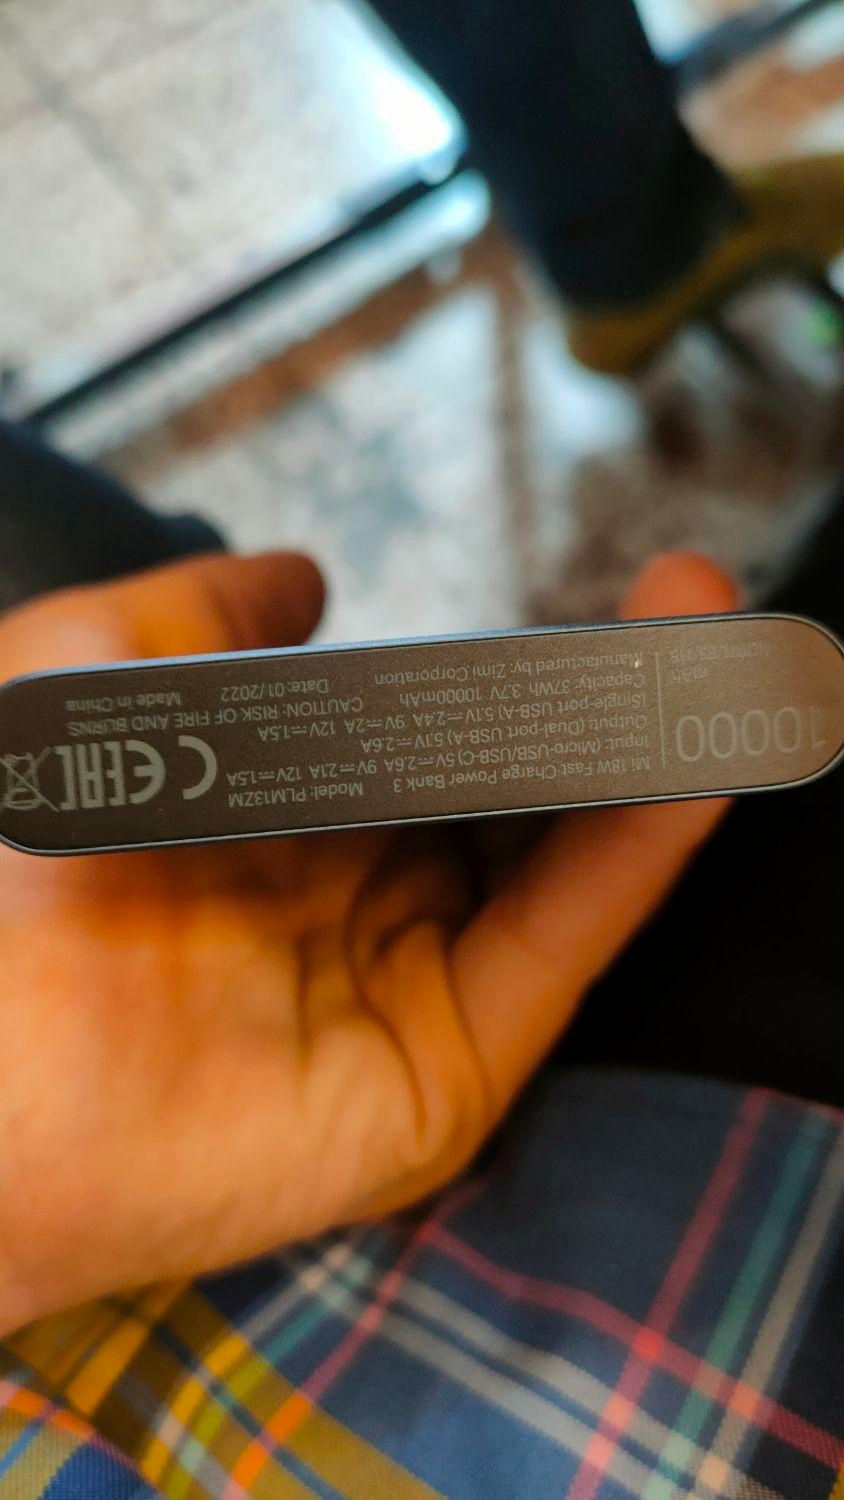 10000
mAh
Mi 18W Fast Charge Power Bank 3 Model: PLM13ZM
Input: (Micro-USB/USB-C) 5V⎓2.6A 9V⎓2.1A 12V⎓1.5A
Output: (Dual-port USB-A) 5.1V⎓2.6A
(Single-port USB-A) 5.1V⎓2.4A 9V⎓2A 12V⎓1.5A
Capacity: 37Wh 3.7V 10000mAh CAUTION: RISK OF FIRE AND BURNS
Manufactured by: Zimi Corporation Date: 01/2022 Made in China
CE EAC